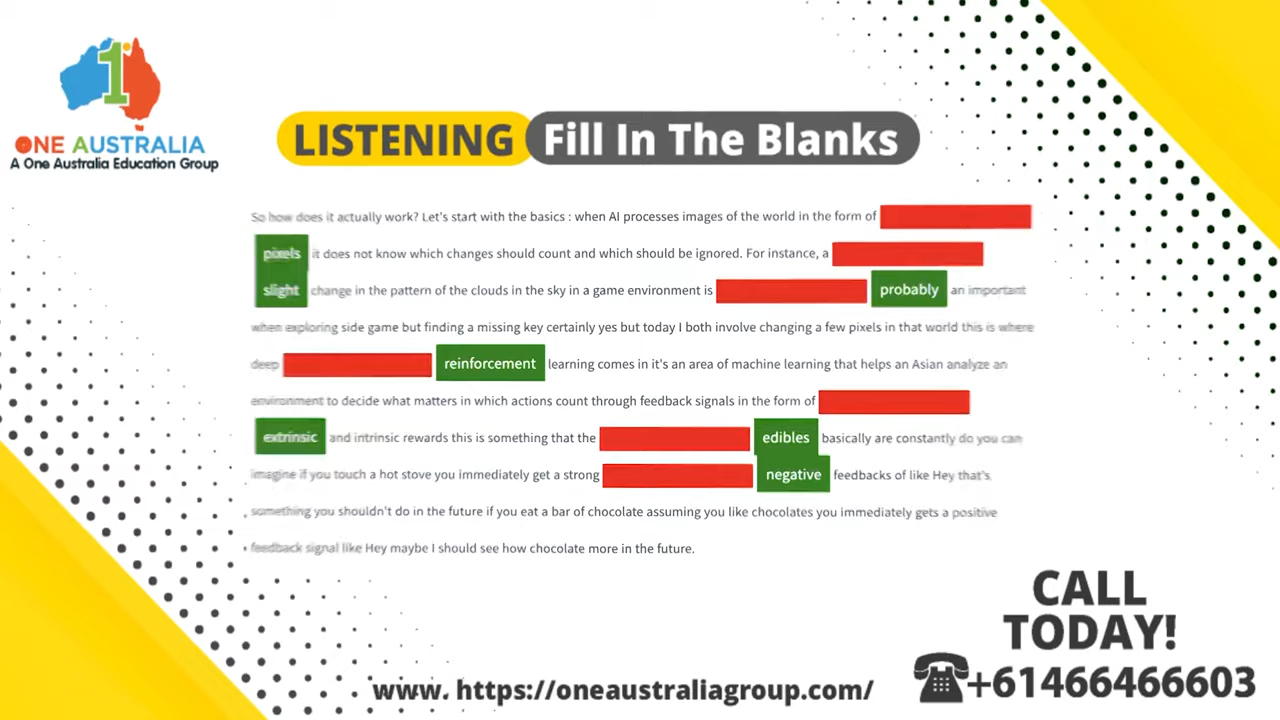 1
ONE AUSTRALIA
A One Australia Education Group
LISTENING Fill In The Blanks
So how does it actually work? Let's start with the basics : when AI processes images of the world in the form of
pixels it does not know which changes should count and which should be ignored. For instance, a
slight change in the pattern of the clouds in the sky in a game environment is probably an important
when exploring side game but finding a missing key certainly yes but today I both involve changing a few pixels in that world this is where
deep reinforcement learning comes in it's an area of machine learning that helps an Asian analyze an
environment to decide what matters in which actions count through feedback signals in the form of
extrinsic and intrinsic rewards this is something that the edibles basically are constantly do you can
imagine if you touch a hot stove you immediately get a strong negative feedbacks of like Hey that's
something you shouldn't do in the future if you eat a bar of chocolate assuming you like chocolates you immediately gets a positive
feedback signal like Hey maybe I should see how chocolate more in the future.
CALL
TODAY!
+61466466603
www. https://oneaustraliagroup.com/